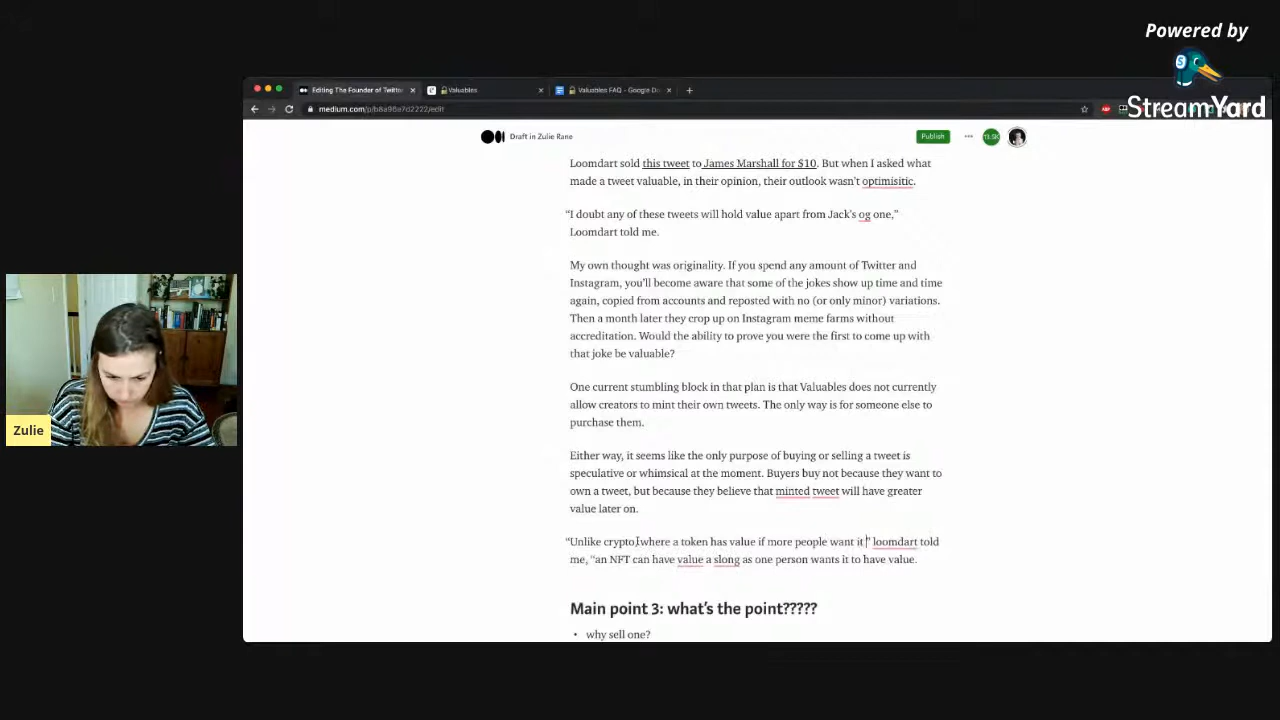 Powered by
StreamYard
Editing The Founder of Twitter
Valuables
Valuables FAQ - Google Do
medium.com/p/b8a98e7d2222/edit
Draft in Zulie Rane
Publish
Loomdart sold this tweet to James Marshall for $10. But when I asked what
made a tweet valuable, in their opinion, their outlook wasn't optimisitic.
“I doubt any of these tweets will hold value apart from Jack's og one,”
Loomdart told me.
My own thought was originality. If you spend any amount of Twitter and
Instagram, you'll become aware that some of the jokes show up time and time
again, copied from accounts and reposted with no (or only minor) variations.
Then a month later they crop up on Instagram meme farms without
accreditation. Would the ability to prove you were the first to come up with
that joke be valuable?
One current stumbling block in that plan is that Valuables does not currently
allow creators to mint their own tweets. The only way is for someone else to
purchase them.
Either way, it seems like the only purpose of buying or selling a tweet is
speculative or whimsical at the moment. Buyers buy not because they want to
own a tweet, but because they believe that minted tweet will have greater
value later on.
“Unlike crypto, where a token has value if more people want it ” loomdart told
me, “an NFT can have value a slong as one person wants it to have value.
Main point 3: what's the point?????
• why sell one?
Zulie